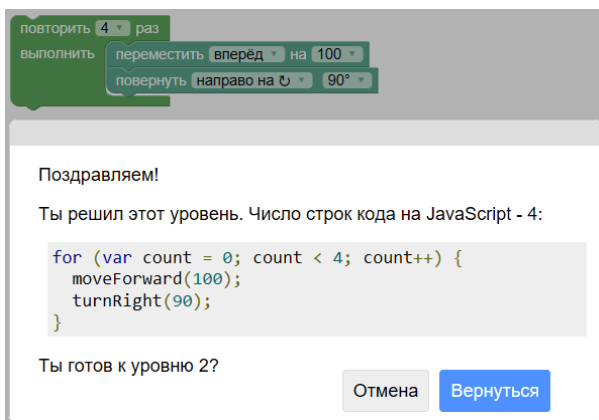 повторить 4 раз
выполнить переместить вперёд на 100
повернуть направо на ↻ 90°
Поздравляем!
Ты решил этот уровень. Число строк кода на JavaScript - 4:
for (var count = 0; count < 4; count++) {
moveForward(100);
turnRight(90);
}
Ты готов к уровню 2?
Отмена Вернуться